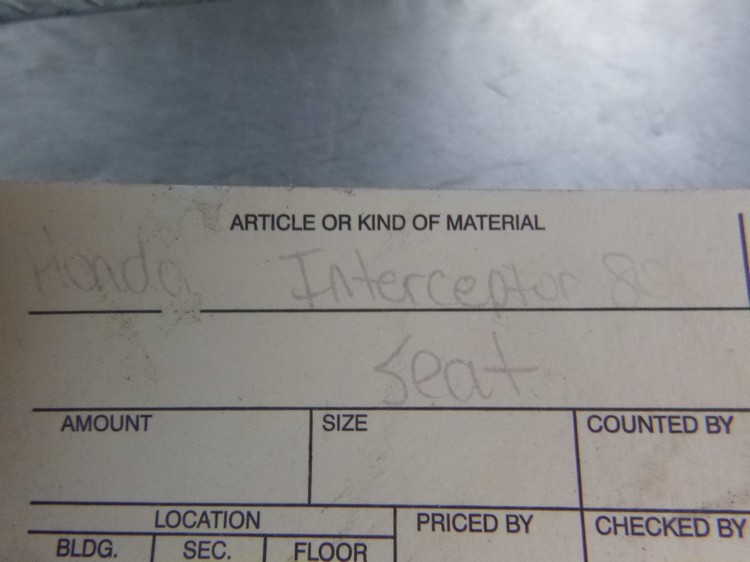 ARTICLE OR KIND OF MATERIAL
Honda Interceptor
Seat
AMOUNT SIZE COUNTED BY
LOCATION PRICED BY CHECKED BY
BLDG. SEC. FLOOR